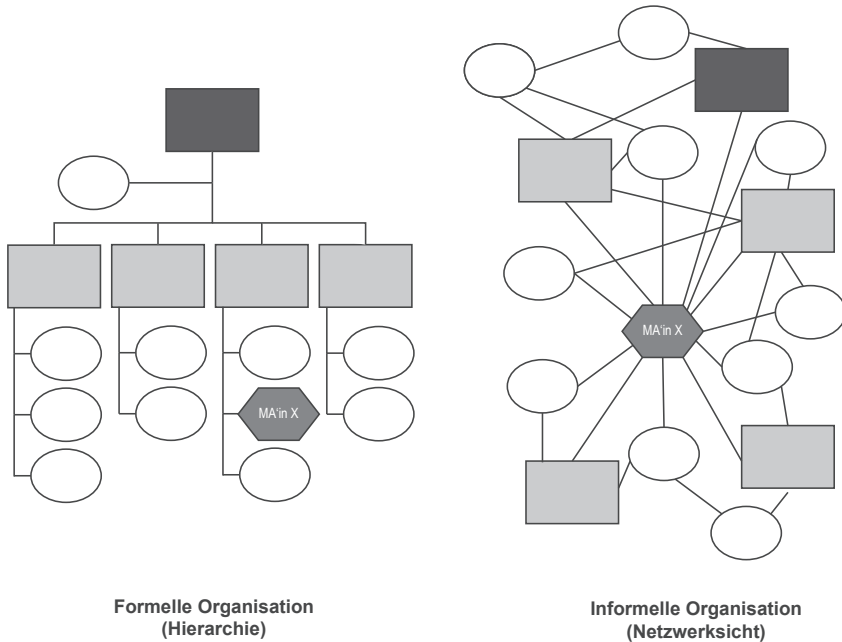 MA‘in X
MA‘in X
Formelle Organisation
(Hierarchie)
Informelle Organisation
(Netzwerksicht)